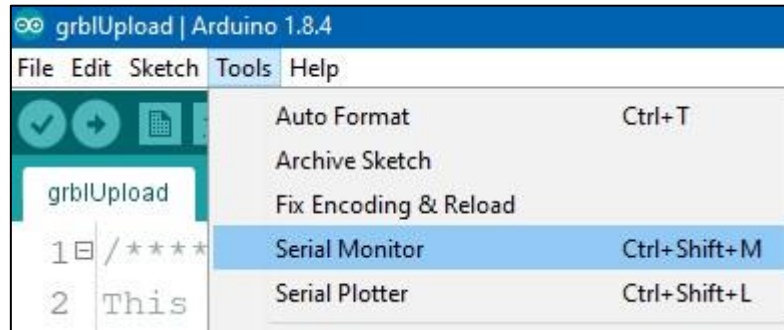 grblUpload | Arduino 1.8.4
File Edit Sketch Tools Help
Auto Format Ctrl+T
Archive Sketch
grblUpload
Fix Encoding & Reload
1 /****
Serial Monitor Ctrl+Shift+M
2 This
Serial Plotter Ctrl+Shift+L